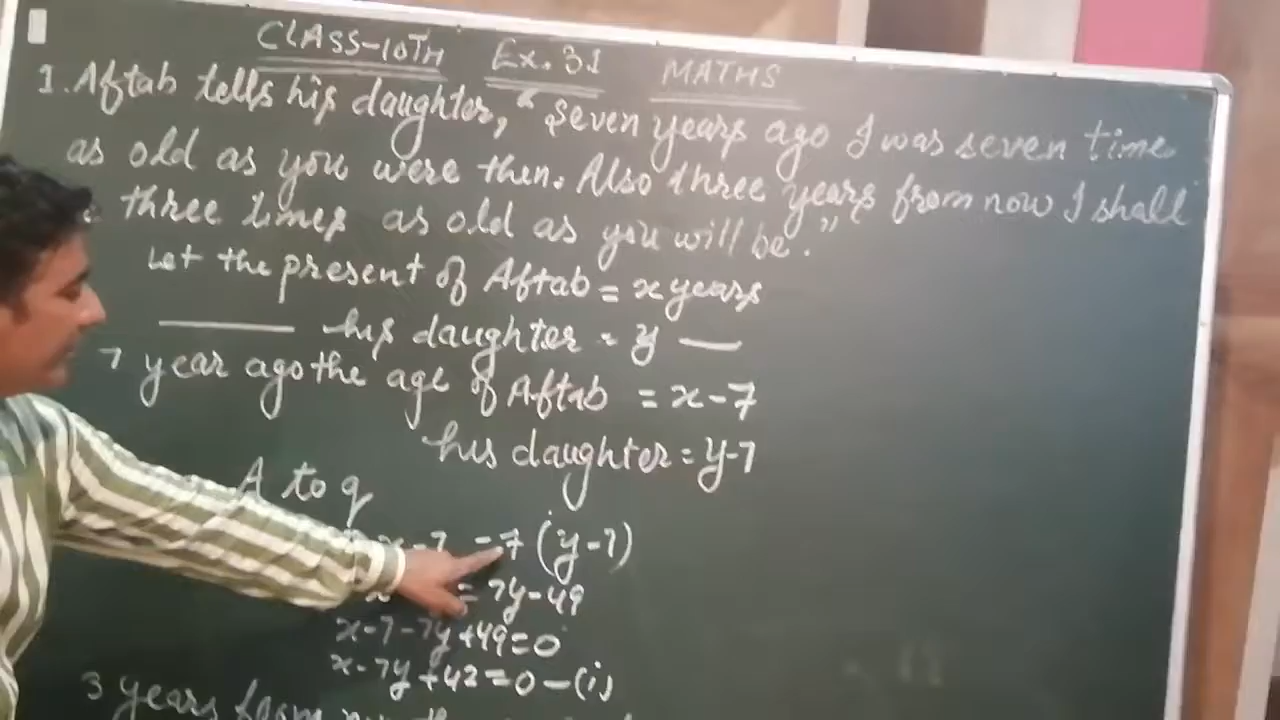 CLASS-10TH Ex. 3.1 MATHS
1. Aftab tells his daughter, "Seven years ago I was seven time
as old as you were then. Also three years from now I shall
three times as old as you will be."
Let the present of Aftab = x years
his daughter = y
7 year ago the age of Aftab = x-7
his daughter = y-7
A to q
x-7 = 7(y-7)
= 7y-49
x-7-7y+49=0
x-7y+42=0-(i)
3 years from